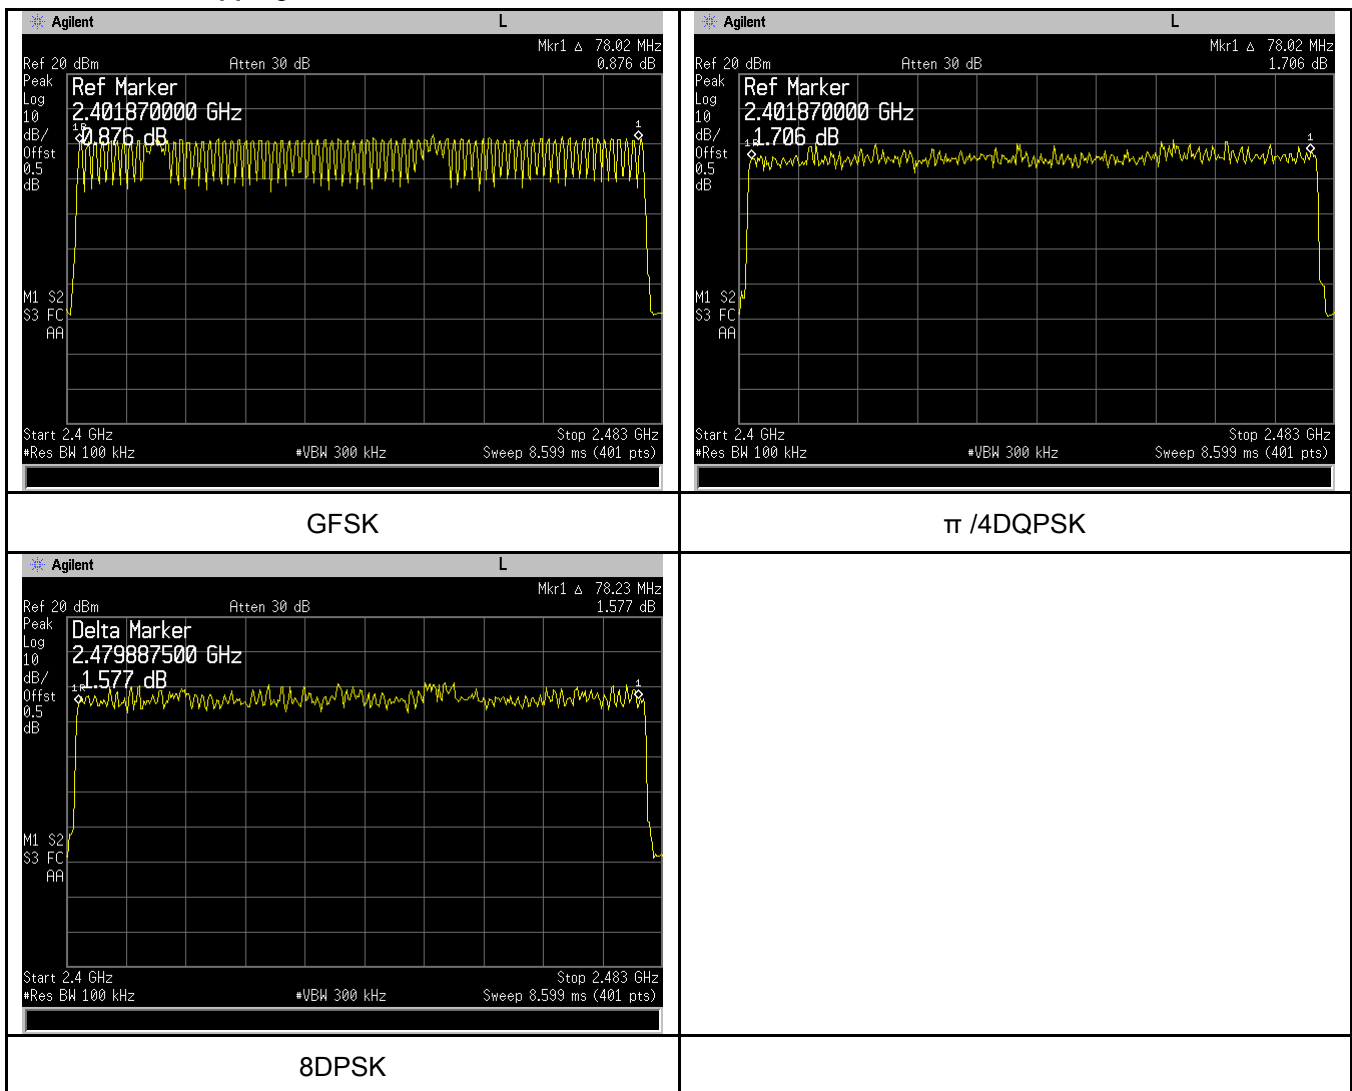 Agilent L
Mkr1 Δ 78.02 MHz
Ref 20 dBm Atten 30 dB 0.876 dB
Peak
Log
10
dB/
Offst
0.5
dB
Ref Marker
2.401870000 GHz
0.876 dB
1R
1
M1 S2
S3 FC
AA
Start 2.4 GHz Stop 2.483 GHz
#Res BW 100 kHz #VBW 300 kHz Sweep 8.599 ms (401 pts)
GFSK
Agilent L
Mkr1 Δ 78.02 MHz
Ref 20 dBm Atten 30 dB 1.706 dB
Peak
Log
10
dB/
Offst
0.5
dB
Ref Marker
2.401870000 GHz
1.706 dB
1R
1
M1 S2
S3 FC
AA
Start 2.4 GHz Stop 2.483 GHz
#Res BW 100 kHz #VBW 300 kHz Sweep 8.599 ms (401 pts)
π /4DQPSK
Agilent L
Mkr1 Δ 78.23 MHz
Ref 20 dBm Atten 30 dB 1.577 dB
Peak
Log
10
dB/
Offst
0.5
dB
Delta Marker
2.479887500 GHz
1.577 dB
1R
1
M1 S2
S3 FC
AA
Start 2.4 GHz Stop 2.483 GHz
#Res BW 100 kHz #VBW 300 kHz Sweep 8.599 ms (401 pts)
8DPSK